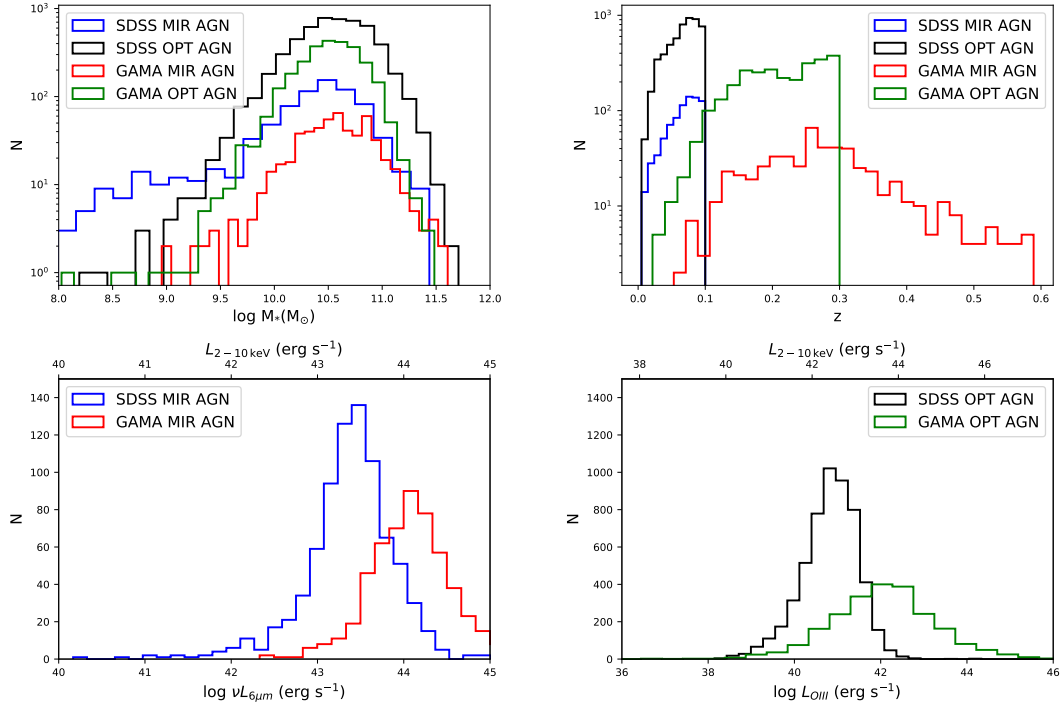 SDSS MIR AGN
SDSS OPT AGN
GAMA MIR AGN
GAMA OPT AGN
N
10⁰ 10¹ 10² 10³
8.0 8.5 9.0 9.5 10.0 10.5 11.0 11.5 12.0
log M*(M⊙)
SDSS MIR AGN
SDSS OPT AGN
GAMA MIR AGN
GAMA OPT AGN
N
10¹ 10² 10³
0.0 0.1 0.2 0.3 0.4 0.5 0.6
z
L₂₋₁₀ keV (erg s⁻¹)
40 41 42 43 44 45
SDSS MIR AGN
GAMA MIR AGN
N
0 20 40 60 80 100 120 140
40 41 42 43 44 45
log νL6μm (erg s⁻¹)
L₂₋₁₀ keV (erg s⁻¹)
38 40 42 44 46
SDSS OPT AGN
GAMA OPT AGN
N
0 200 400 600 800 1000 1200 1400
36 38 40 42 44 46
log LOIII (erg s⁻¹)